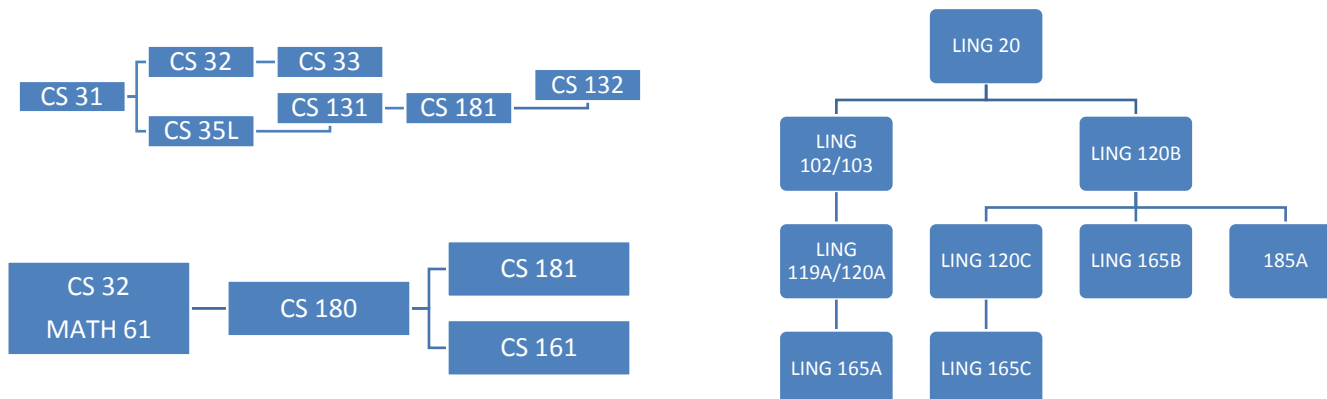 CS 31
CS 32
CS 33
CS 35L
CS 131
CS 181
CS 132
CS 32
MATH 61
CS 180
CS 181
CS 161
LING 20
LING
102/103
LING 120B
LING
119A/120A
LING 120C
LING 165B
185A
LING 165A
LING 165C